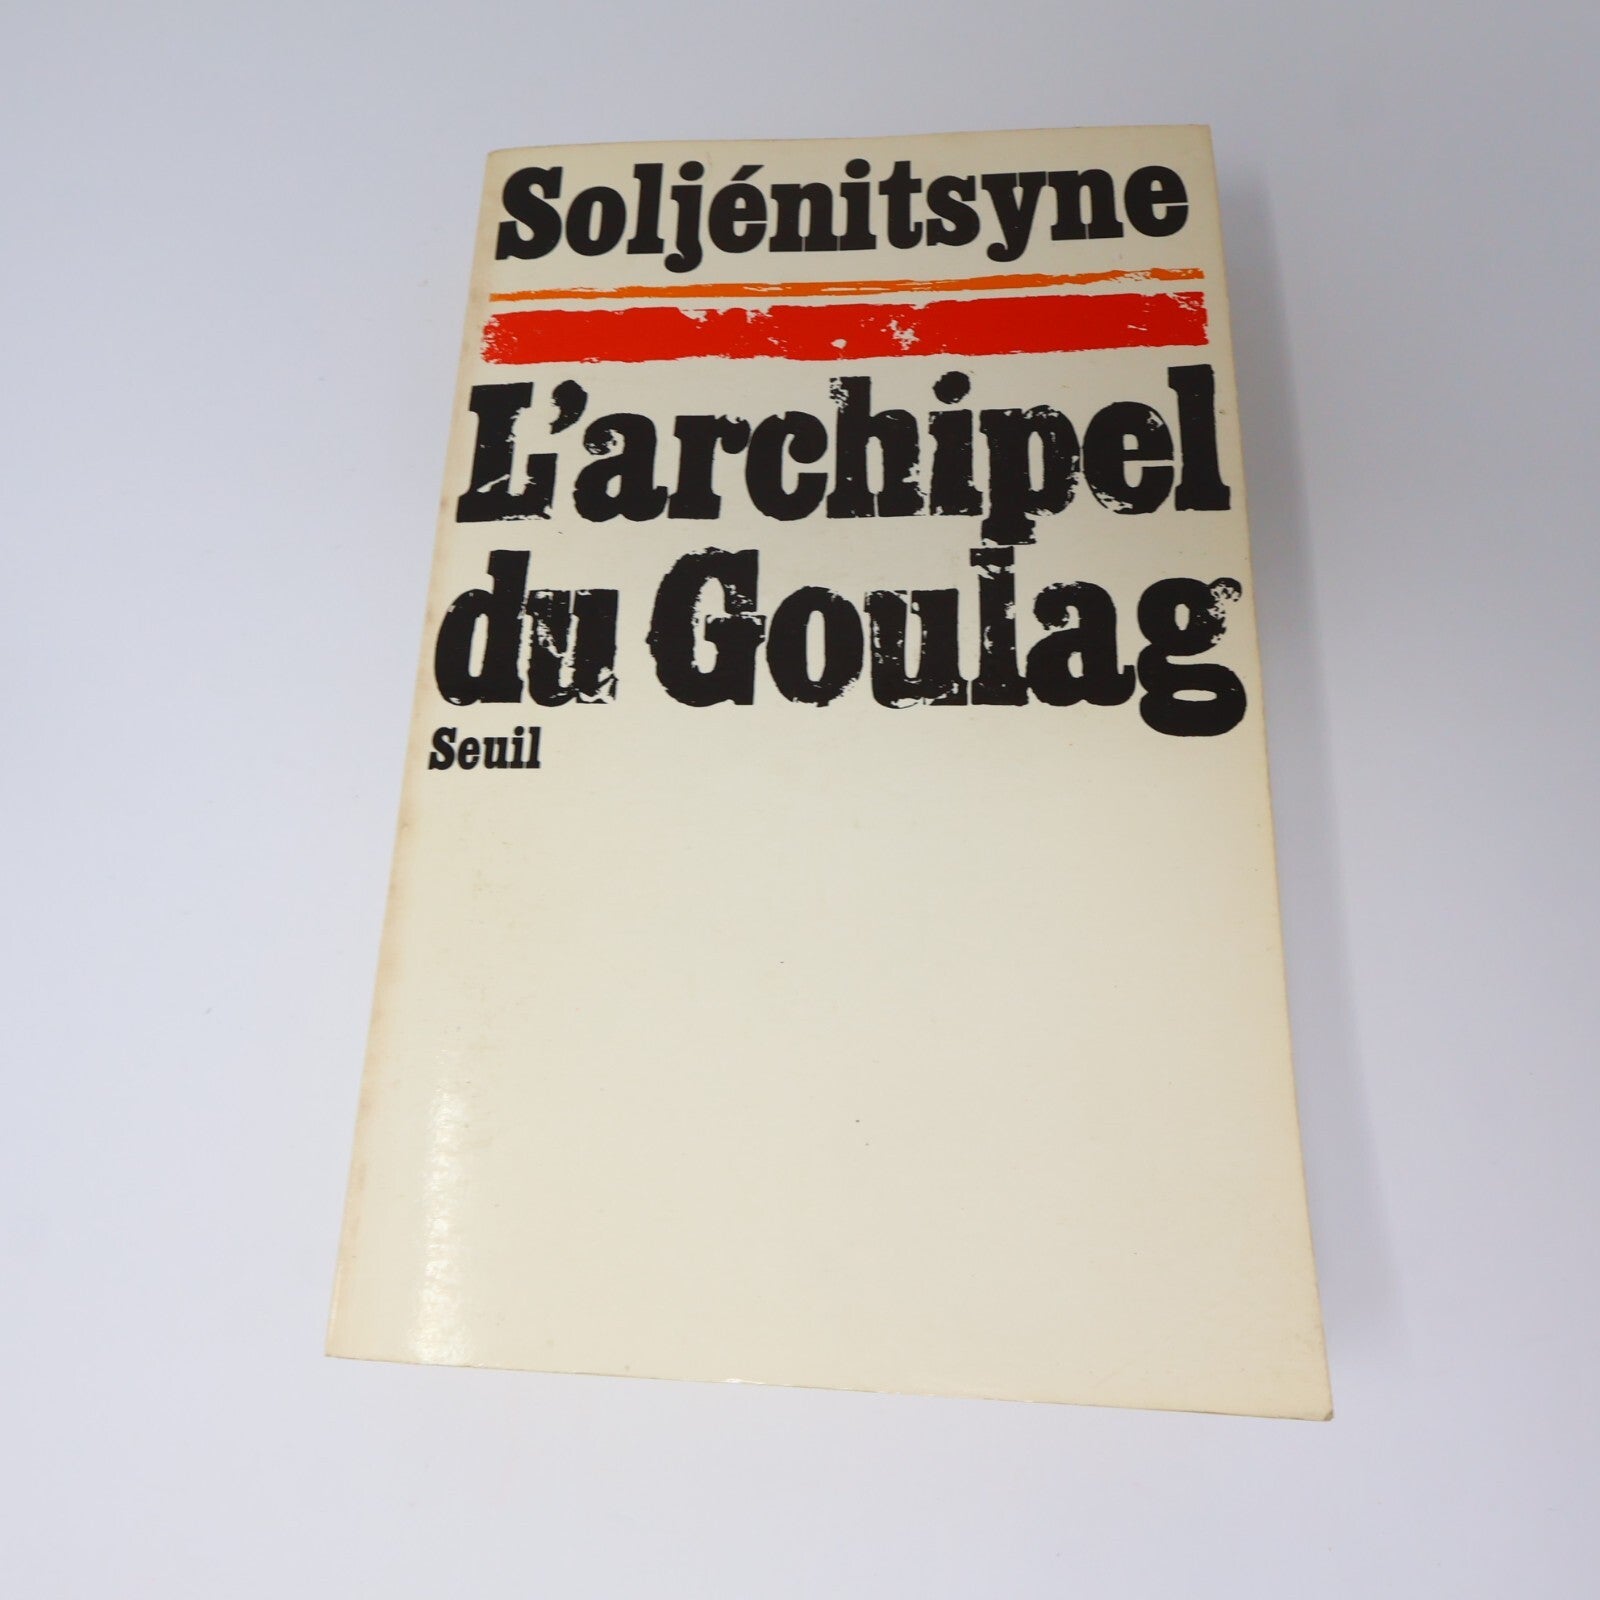 Soljénitsyne
L'archipel
du Goulag
Seuil